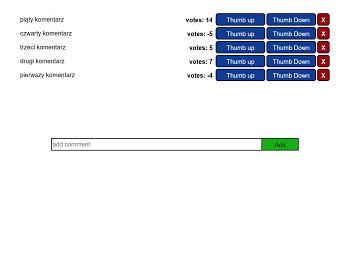 piąty komentarz votes: 14 Thumb up Thumb Down X
czwarty komentarz votes: -5 Thumb up Thumb Down X
trzeci komentarz votes: 5 Thumb up Thumb Down X
drugi komentarz votes: 7 Thumb up Thumb Down X
pierwszy komentarz votes: -4 Thumb up Thumb Down X
add comment Add